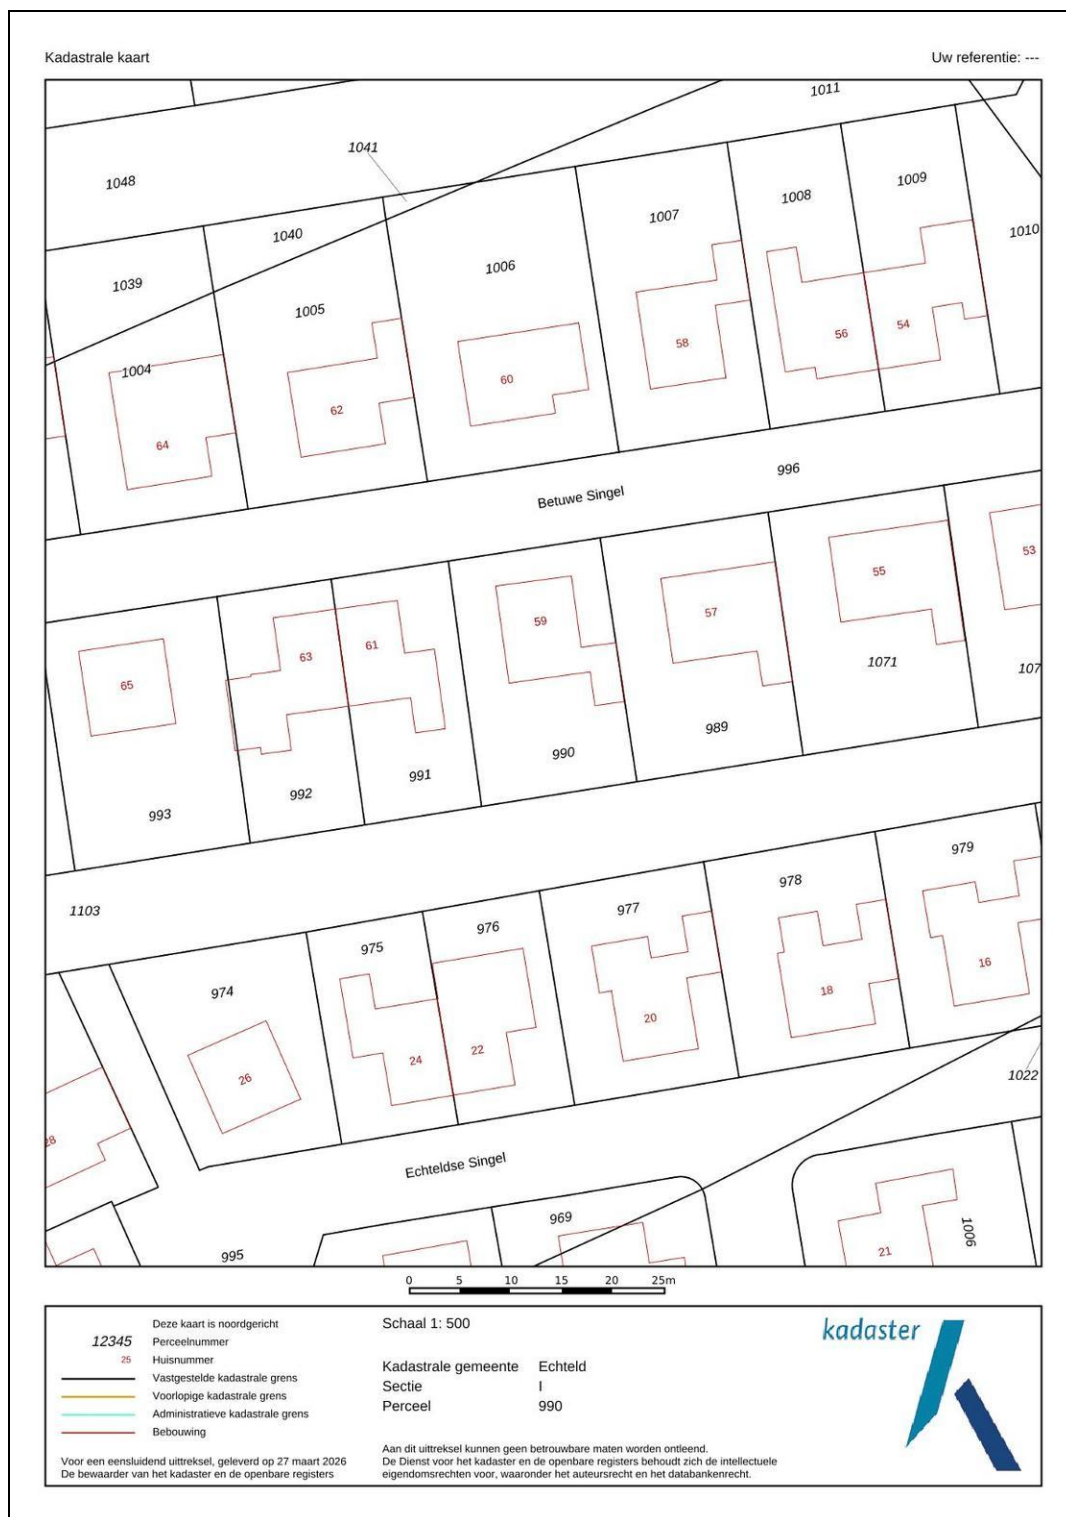 Kadastrale kaart
Uw referentie: ---
1011
1041
1048
1009
1008
1007
1010
1040
1006
1039
1005
54
56
58
1004
60
62
64
996
Betuwe Singel
53
55
59
57
61
63
65
1071
107
989
990
991
992
993
979
978
977
1103
976
975
974
16
18
20
22
24
26
1022
28
Echteldse Singel
969
1006
995
21
0 5 10 15 20 25m
Deze kaart is noordgericht
12345 Perceelnummer
25 Huisnummer
Vastgestelde kadastrale grens
Voorlopige kadastrale grens
Administratieve kadastrale grens
Bebouwing
Voor een eensluidend uittreksel, geleverd op 27 maart 2026
De bewaarder van het kadaster en de openbare registers
Schaal 1: 500
Kadastrale gemeente Echteld
Sectie I
Perceel 990
Aan dit uittreksel kunnen geen betrouwbare maten worden ontleend.
De Dienst voor het kadaster en de openbare registers behoudt zich de intellectuele
eigendomsrechten voor, waaronder het auteursrecht en het databankenrecht.
kadaster